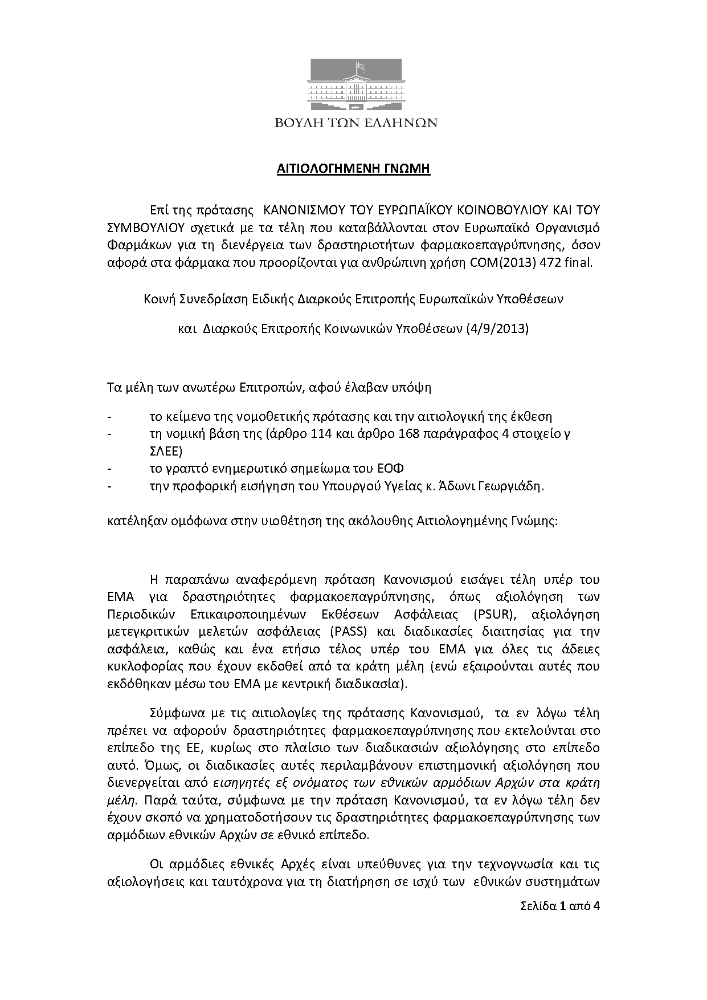 ΒΟΥΛΗ ΤΩΝ ΕΛΛΗΝΩΝ
ΑΙΤΙΟΛΟΓΗΜΕΝΗ ΓΝΩΜΗ
Επί της πρότασης ΚΑΝΟΝΙΣΜΟΥ ΤΟΥ ΕΥΡΩΠΑΪΚΟΥ ΚΟΙΝΟΒΟΥΛΙΟΥ ΚΑΙ ΤΟΥ
ΣΥΜΒΟΥΛΙΟΥ σχετικά με τα τέλη που καταβάλλονται στον Ευρωπαϊκό Οργανισμό
Φαρμάκων για τη διενέργεια των δραστηριοτήτων φαρμακοεπαγρύπνησης, όσον
αφορά στα φάρμακα που προορίζονται για ανθρώπινη χρήση COM(2013) 472 final.
Κοινή Συνεδρίαση Ειδικής Διαρκούς Επιτροπής Ευρωπαϊκών Υποθέσεων
και Διαρκούς Επιτροπής Κοινωνικών Υποθέσεων (4/9/2013)
Τα μέλη των ανωτέρω Επιτροπών, αφού έλαβαν υπόψη
- το κείμενο της νομοθετικής πρότασης και την αιτιολογική της έκθεση
- τη νομική βάση της (άρθρο 114 και άρθρο 168 παράγραφος 4 στοιχείο γ
ΣΛΕΕ)
- το γραπτό ενημερωτικό σημείωμα του ΕΟΦ
- την προφορική εισήγηση του Υπουργού Υγείας κ. Άδωνι Γεωργιάδη.
κατέληξαν ομόφωνα στην υιοθέτηση της ακόλουθης Αιτιολογημένης Γνώμης:
Η παραπάνω αναφερόμενη πρόταση Κανονισμού εισάγει τέλη υπέρ του
ΕΜΑ για δραστηριότητες φαρμακοεπαγρύπνησης, όπως αξιολόγηση των
Περιοδικών Επικαιροποιημένων Εκθέσεων Ασφάλειας (PSUR), αξιολόγηση
μετεγκριτικών μελετών ασφάλειας (PASS) και διαδικασίες διαιτησίας για την
ασφάλεια, καθώς και ένα ετήσιο τέλος υπέρ του ΕΜΑ για όλες τις άδειες
κυκλοφορίας που έχουν εκδοθεί από τα κράτη μέλη (ενώ εξαιρούνται αυτές που
εκδόθηκαν μέσω του ΕΜΑ με κεντρική διαδικασία).
Σύμφωνα με τις αιτιολογίες της πρότασης Κανονισμού, τα εν λόγω τέλη
πρέπει να αφορούν δραστηριότητες φαρμακοεπαγρύπνησης που εκτελούνται στο
επίπεδο της ΕΕ, κυρίως στο πλαίσιο των διαδικασιών αξιολόγησης στο επίπεδο
αυτό. Όμως, οι διαδικασίες αυτές περιλαμβάνουν επιστημονική αξιολόγηση που
διενεργείται από εισηγητές εξ ονόματος των εθνικών αρμόδιων Αρχών στα κράτη
μέλη. Παρά ταύτα, σύμφωνα με την πρόταση Κανονισμού, τα εν λόγω τέλη δεν
έχουν σκοπό να χρηματοδοτήσουν τις δραστηριότητες φαρμακοεπαγρύπνησης των
αρμόδιων εθνικών Αρχών σε εθνικό επίπεδο.
Οι αρμόδιες εθνικές Αρχές είναι υπεύθυνες για την τεχνογνωσία και τις
αξιολογήσεις και ταυτόχρονα για τη διατήρηση σε ισχύ των εθνικών συστημάτων
Σελίδα 1 από 4